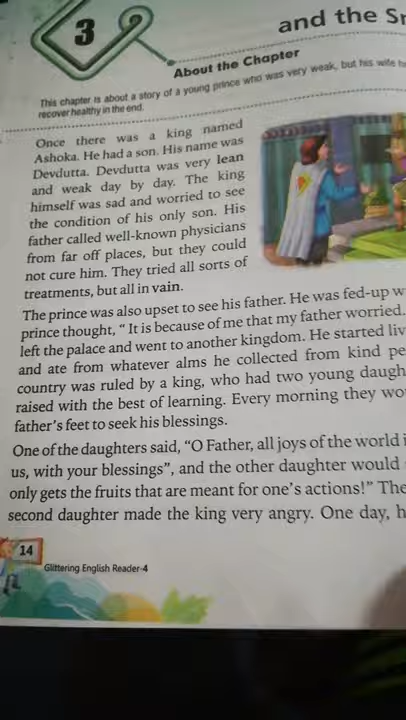 3
and the
About the Chapter
This chapter is about a story of a young prince who was very weak, but his wife
recover healthy in the end.
Once there was a king named
Ashoka. He had a son. His name was
Devdutta. Devdutta was very lean
and weak day by day. The king
himself was sad and worried to see
the condition of his only son. His
father called well-known physicians
from far off places, but they could
not cure him. They tried all sorts of
treatments, but all in vain.
The prince was also upset to see his father. He was fed-up
prince thought, “ It is because of me that my father worried.
left the palace and went to another kingdom. He started
and ate from whatever alms he collected from kind
country was ruled by a king, who had two young
raised with the best of learning. Every morning they
father's feet to seek his blessings.
One of the daughters said, “O Father, all joys of the world
us, with your blessings”, and the other daughter would
only gets the fruits that are meant for one's actions!” The
second daughter made the king very angry. One day,
14
Glittering English Reader-4